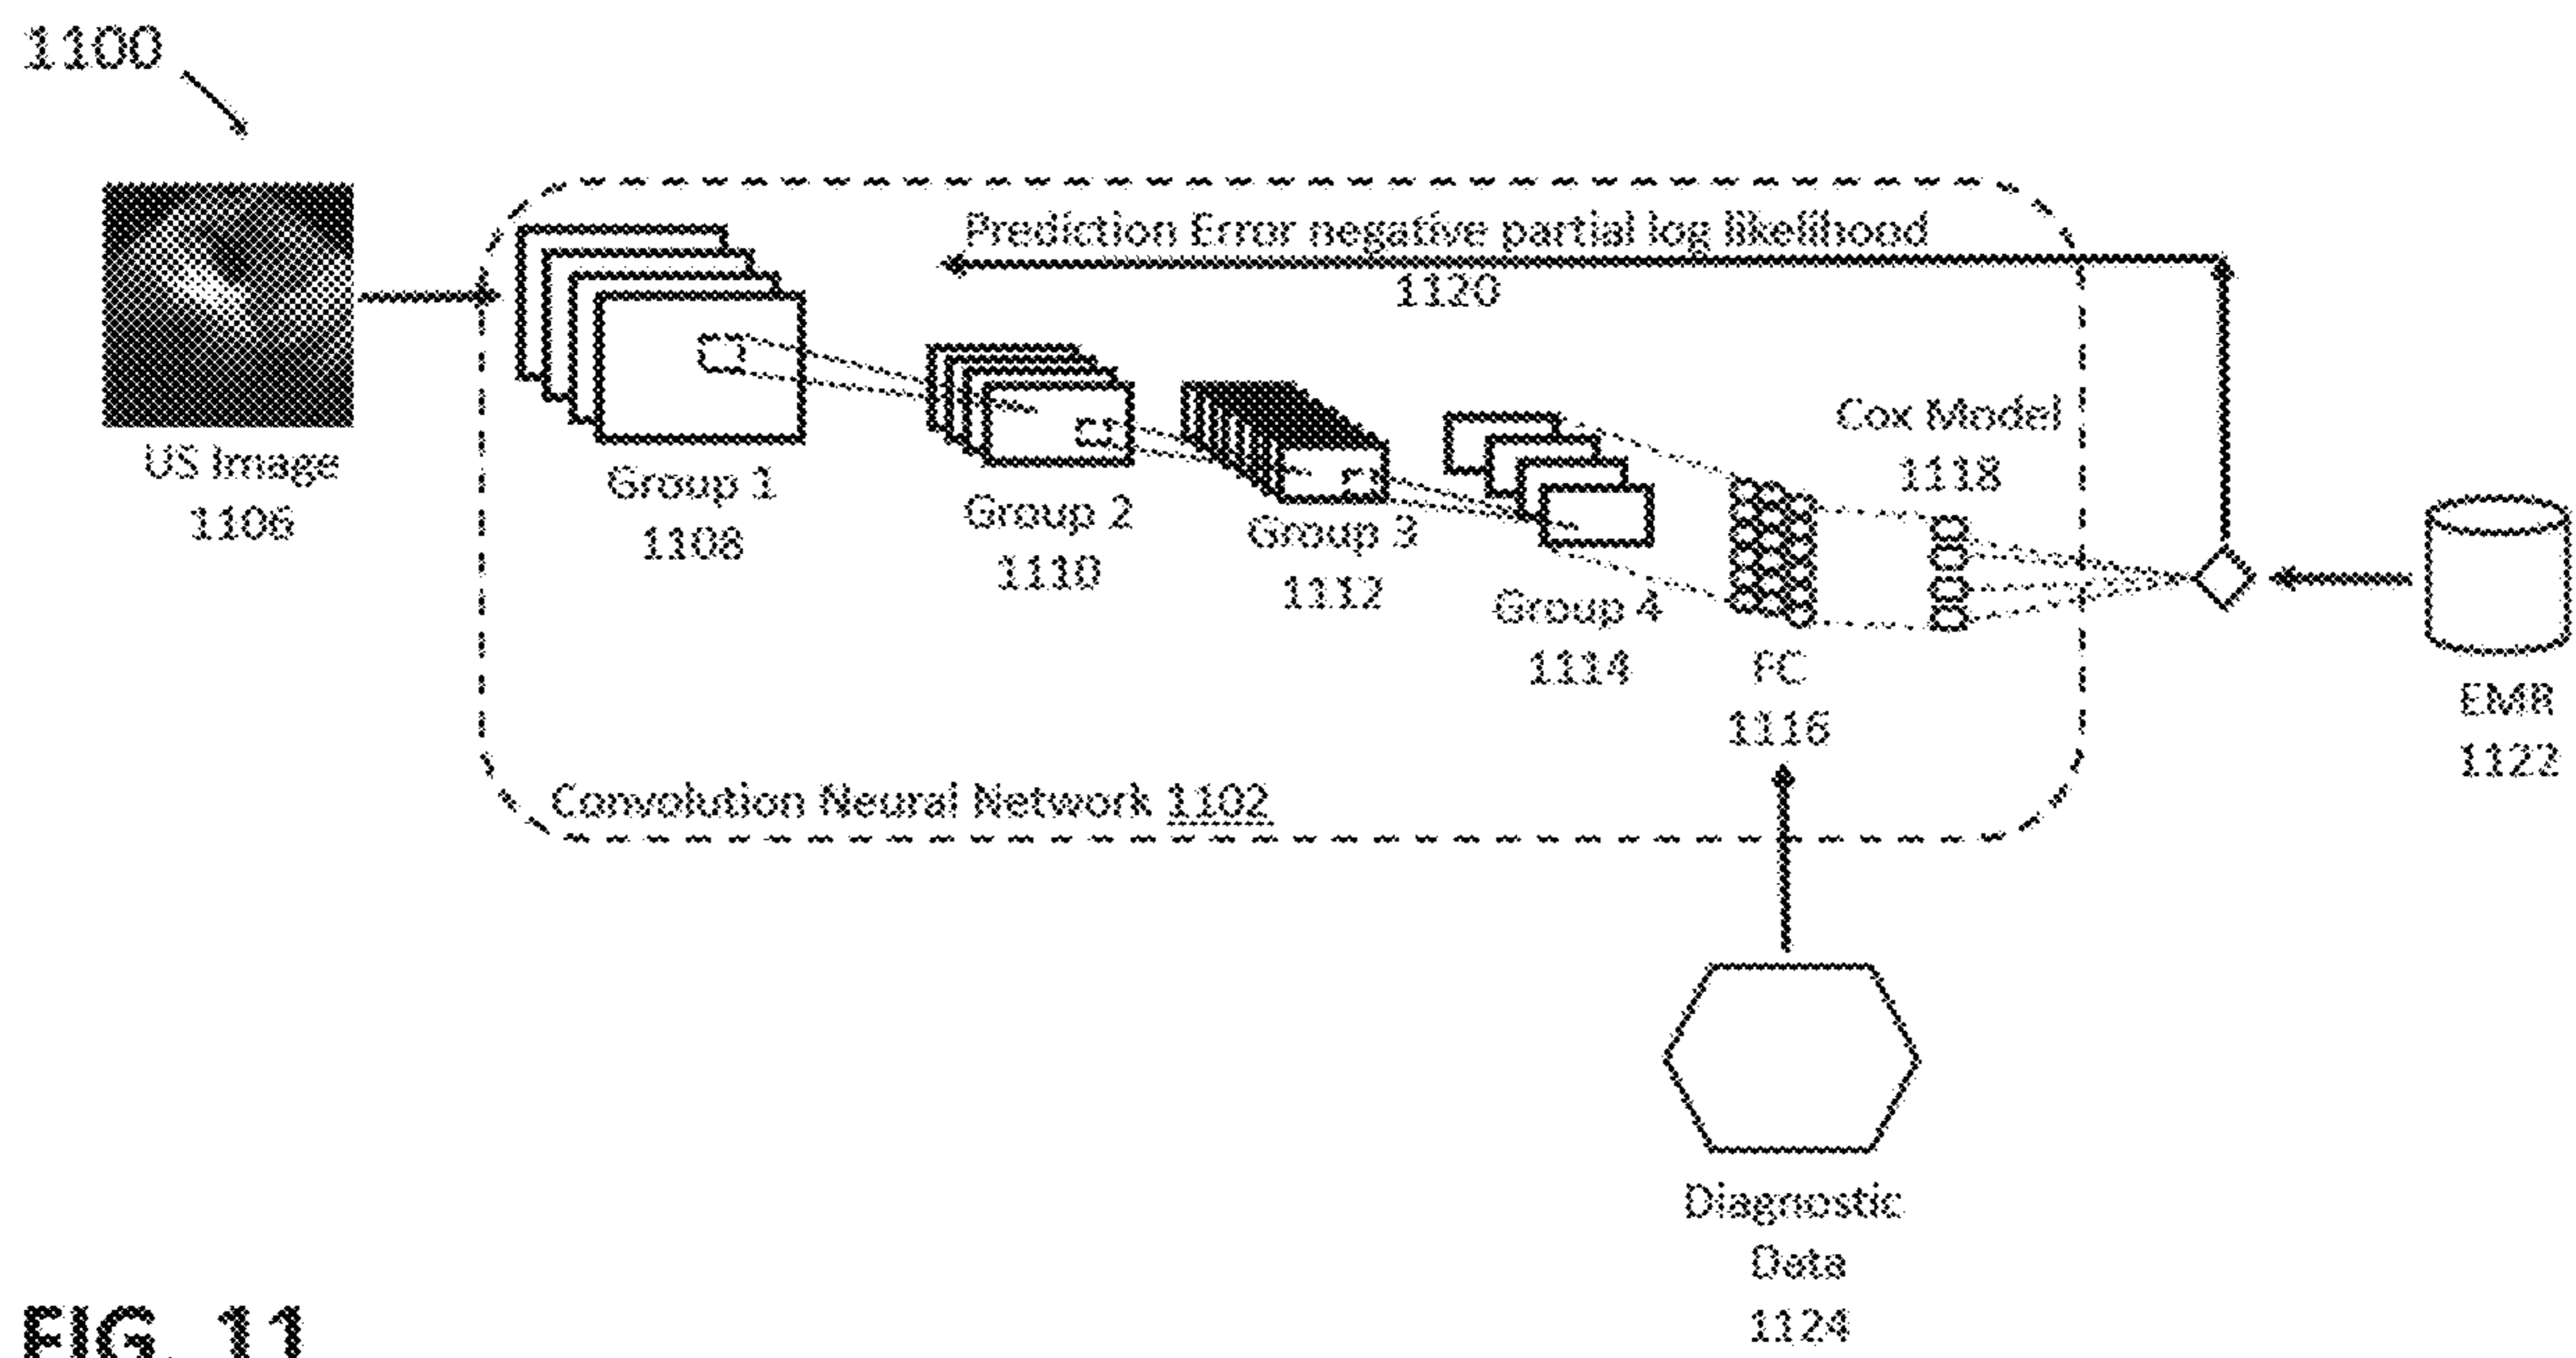 1100
Prediction Error negative partial log likelihood
1120
US Image
1106
Group 1
1108
Group 2
1110
Group 3
1112
Group 4
1114
FC
1116
Cox Model
1118
EMR
1122
Convolution Neural Network 1102
Diagnostic
Data
1124
FIG. 11